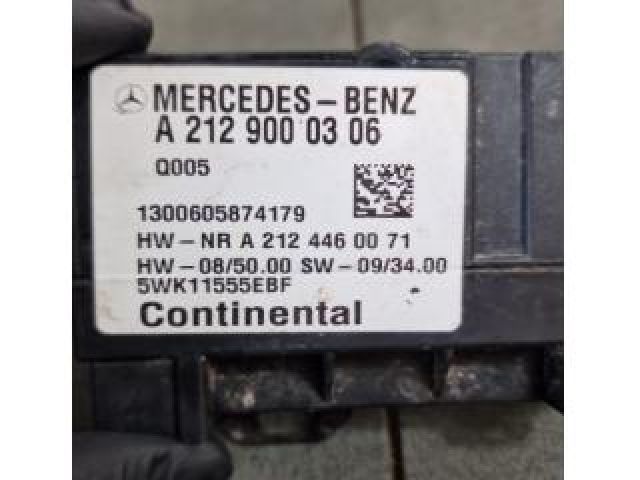 MERCEDES-BENZ
A 212 900 03 06
Q005
1300605874179
HW-NR A 212 446 00 71
HW-08/50.00 SW-09/34.00
5WK11555EBF
Continental